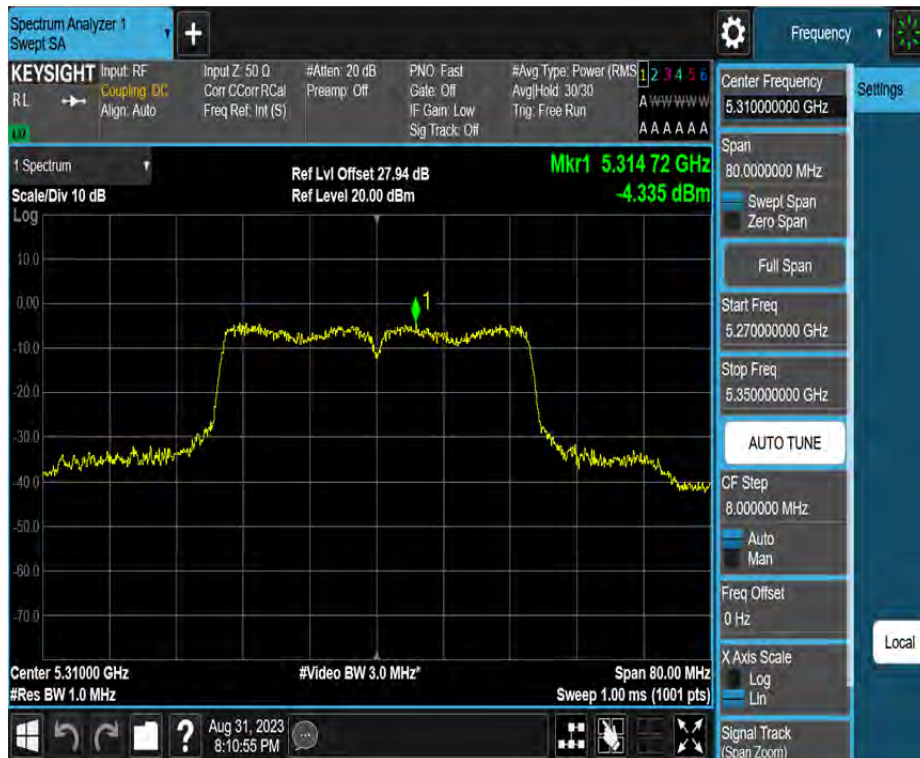 Spectrum Analyzer 1
Swept SA
Frequency
KEYSIGHT
RL
Input: RF
Coupling: DC
Align: Auto
Input Z: 50 Ω
Corr CCorr RCal
Freq Ref: Int (S)
#Atten: 20 dB
Preamp: Off
PNO: Fast
Gate: Off
IF Gain: Low
Sig Track: Off
#Avg Type: Power (RMS
Avg|Hold: 30/30
Trig: Free Run
1 2 3 4 5 6
A W W W W W
A A A A A A
1 Spectrum
Scale/Div 10 dB
Log
Ref Lvl Offset 27.94 dB
Ref Level 20.00 dBm
Mkr1 5.314 72 GHz
-4.335 dBm
10.0
0.00
-10.0
-20.0
-30.0
-40.0
-50.0
-60.0
-70.0
1
Center 5.31000 GHz
#Res BW 1.0 MHz
#Video BW 3.0 MHz*
Span 80.00 MHz
Sweep 1.00 ms (1001 pts)
?
Aug 31, 2023
8:10:55 PM
Center Frequency
5.310000000 GHz
Settings
Span
80.0000000 MHz
Swept Span
Zero Span
Full Span
Start Freq
5.270000000 GHz
Stop Freq
5.350000000 GHz
AUTO TUNE
CF Step
8.000000 MHz
Auto
Man
Freq Offset
0 Hz
X Axis Scale
Log
Lin
Local
Signal Track
(Span Zoom)